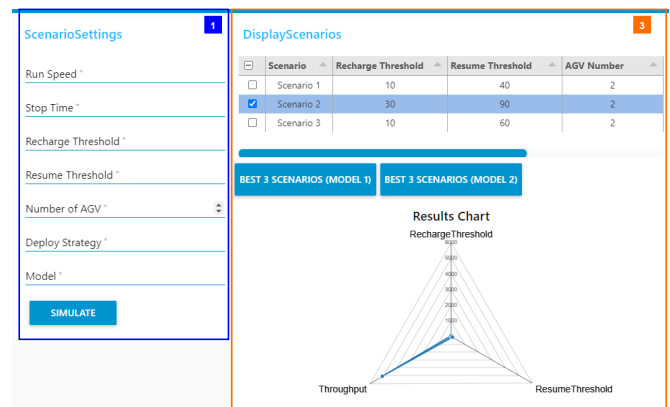 ScenarioSettings
1
Run Speed *
Stop Time *
Recharge Threshold *
Resume Threshold *
Number of AGV *
Deploy Strategy *
Model *
SIMULATE
DisplayScenarios
3
Scenario Recharge Threshold Resume Threshold AGV Number
Scenario 1 10 40 2
Scenario 2 30 90 2
Scenario 3 10 60 2
BEST 3 SCENARIOS (MODEL 1) BEST 3 SCENARIOS (MODEL 2)
Results Chart
RechargeThreshold
6000
5000
4000
3000
2000
1000
Throughput ResumeThreshold